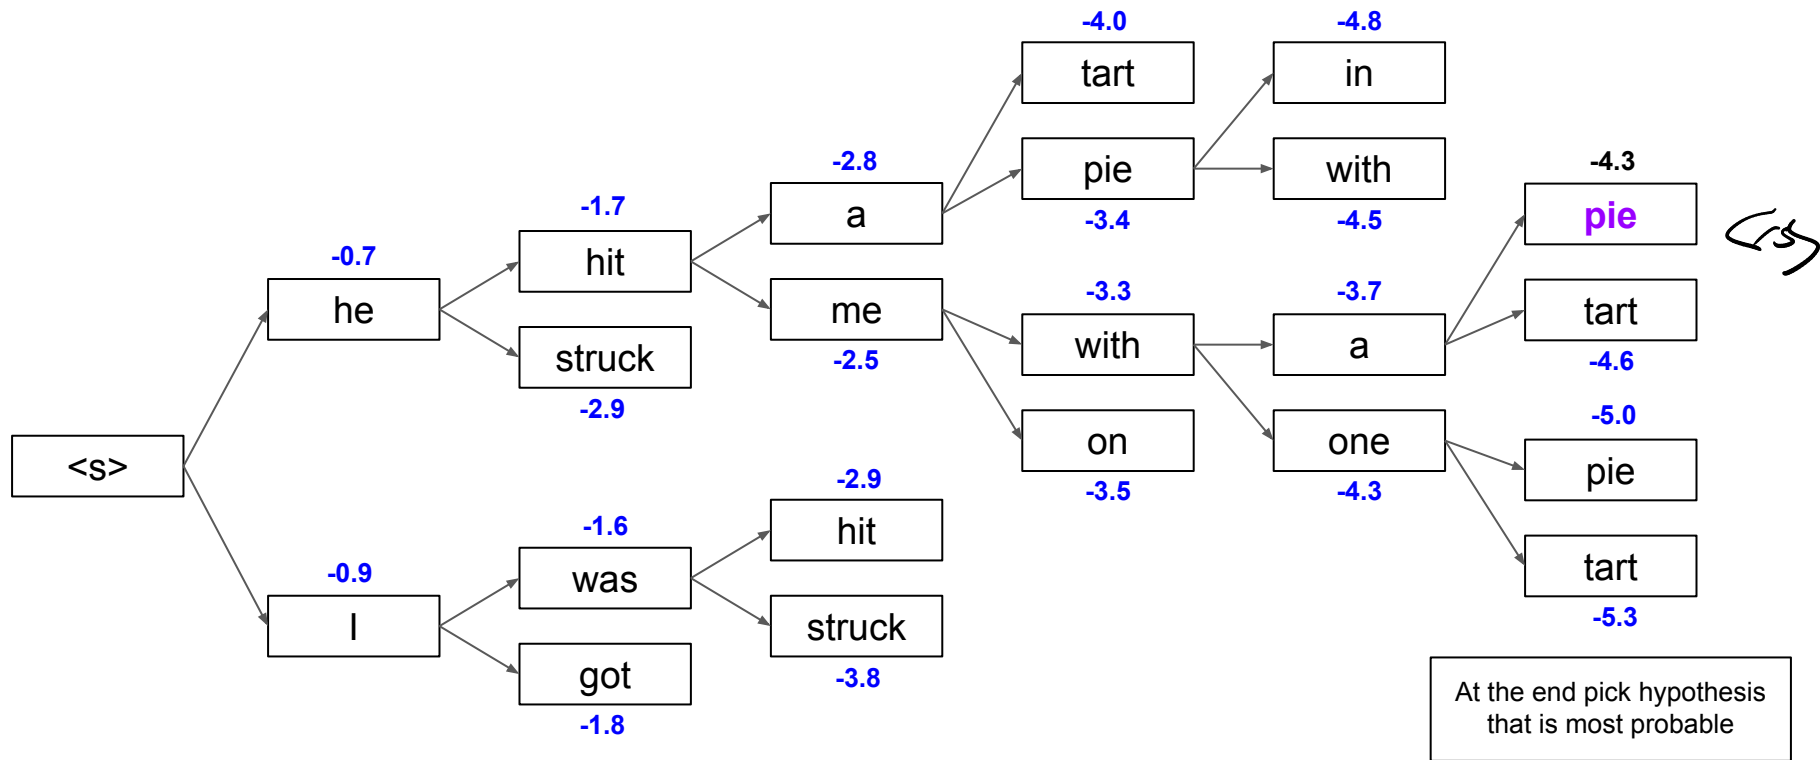 <s>
-0.7
he
-0.9
I
-1.7
hit
struck
-2.9
-1.6
was
got
-1.8
-2.8
a
me
-2.5
-2.9
hit
struck
-3.8
-4.0
tart
pie
-3.4
-3.3
with
on
-3.5
-4.8
in
with
-4.5
-3.7
a
one
-4.3
-4.3
pie
tart
-4.6
-5.0
pie
tart
-5.3
At the end pick hypothesis
that is most probable